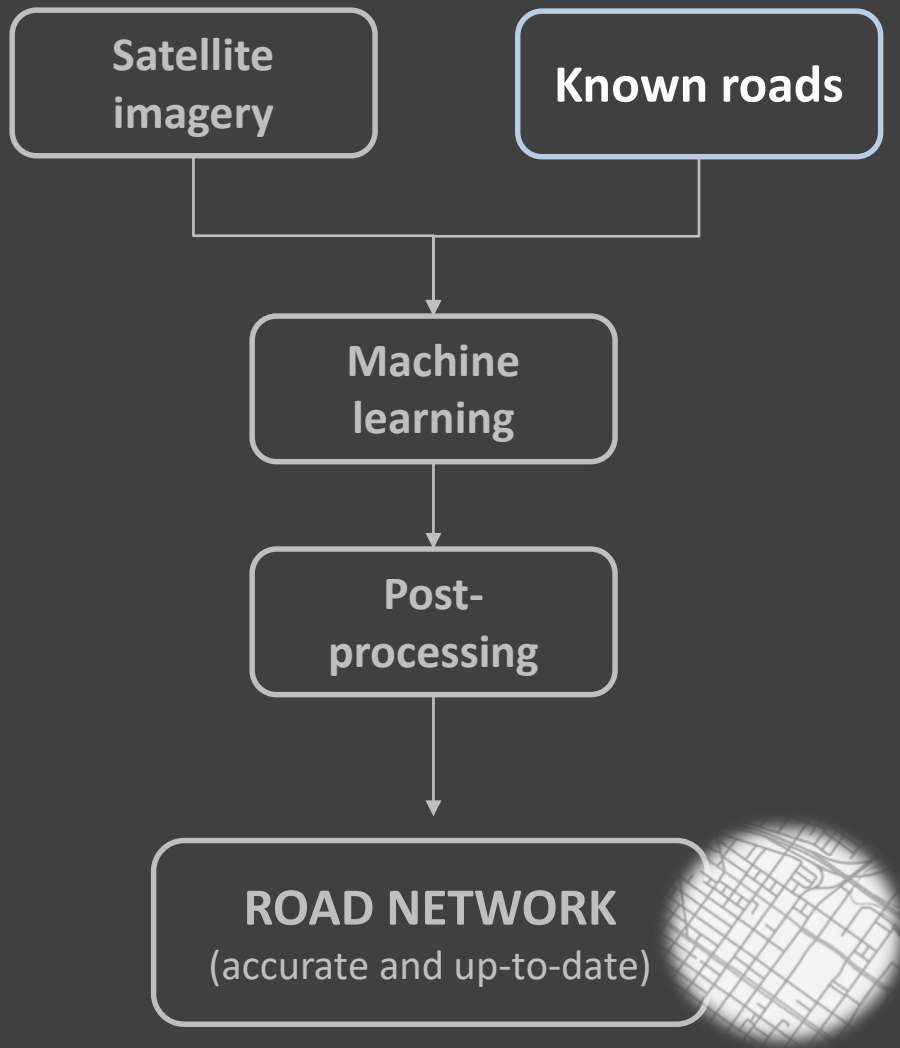 Satellite
imagery
Known roads
Machine
learning
Post-
processing
ROAD NETWORK
(accurate and up-to-date)